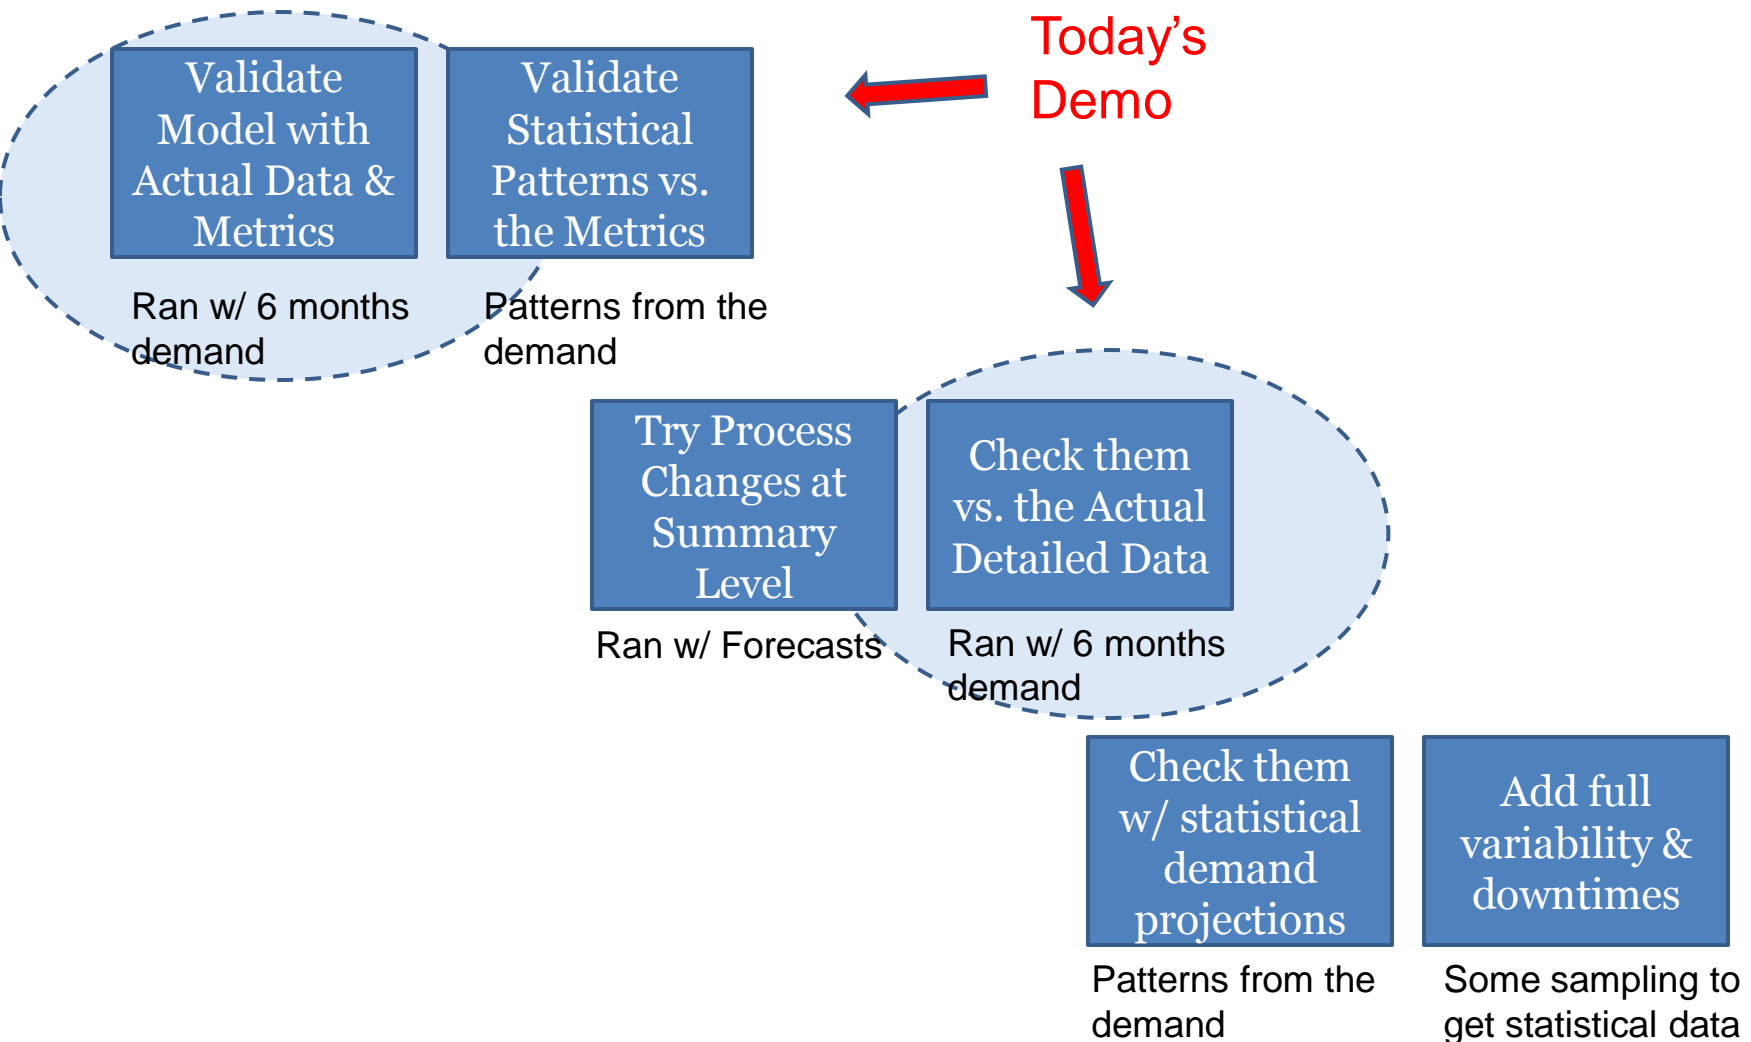 Today's
Demo
Validate
Model with
Actual Data &
Metrics
Validate
Statistical
Patterns vs.
the Metrics
Ran w/ 6 months
demand
Patterns from the
demand
Try Process
Changes at
Summary
Level
Check them
vs. the Actual
Detailed Data
Ran w/ Forecasts
Ran w/ 6 months
demand
Check them
w/ statistical
demand
projections
Add full
variability &
downtimes
Patterns from the
demand
Some sampling to
get statistical data